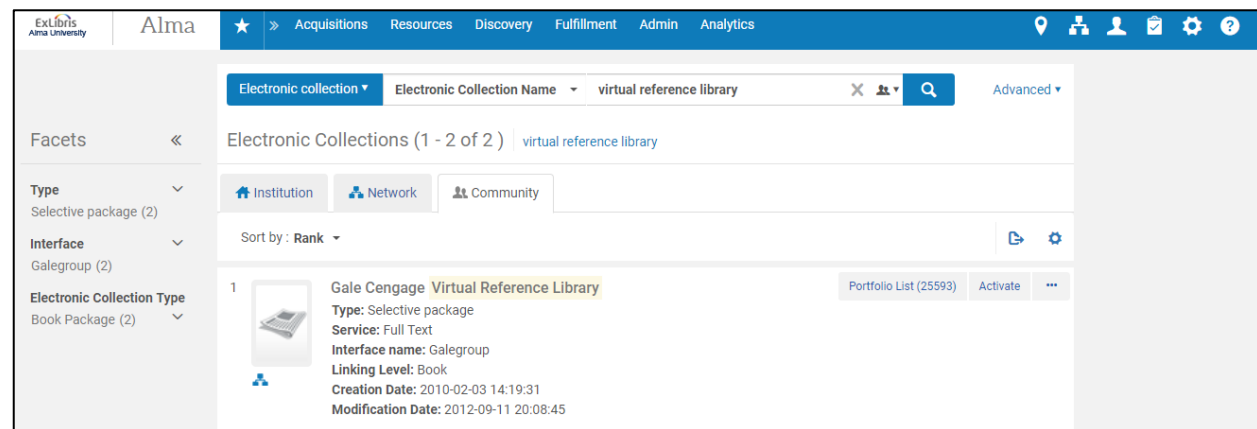 ExLibris
Alma University
Alma
» Acquisitions Resources Discovery Fulfillment Admin Analytics
Electronic collection Electronic Collection Name virtual reference library Advanced
Facets
Electronic Collections (1 - 2 of 2 ) virtual reference library
Type
Selective package (2)
Interface
Galegroup (2)
Electronic Collection Type
Book Package (2)
Institution Network Community
Sort by : Rank
1 Gale Cengage Virtual Reference Library Portfolio List (25593) Activate ...
Type: Selective package
Service: Full Text
Interface name: Galegroup
Linking Level: Book
Creation Date: 2010-02-03 14:19:31
Modification Date: 2012-09-11 20:08:45